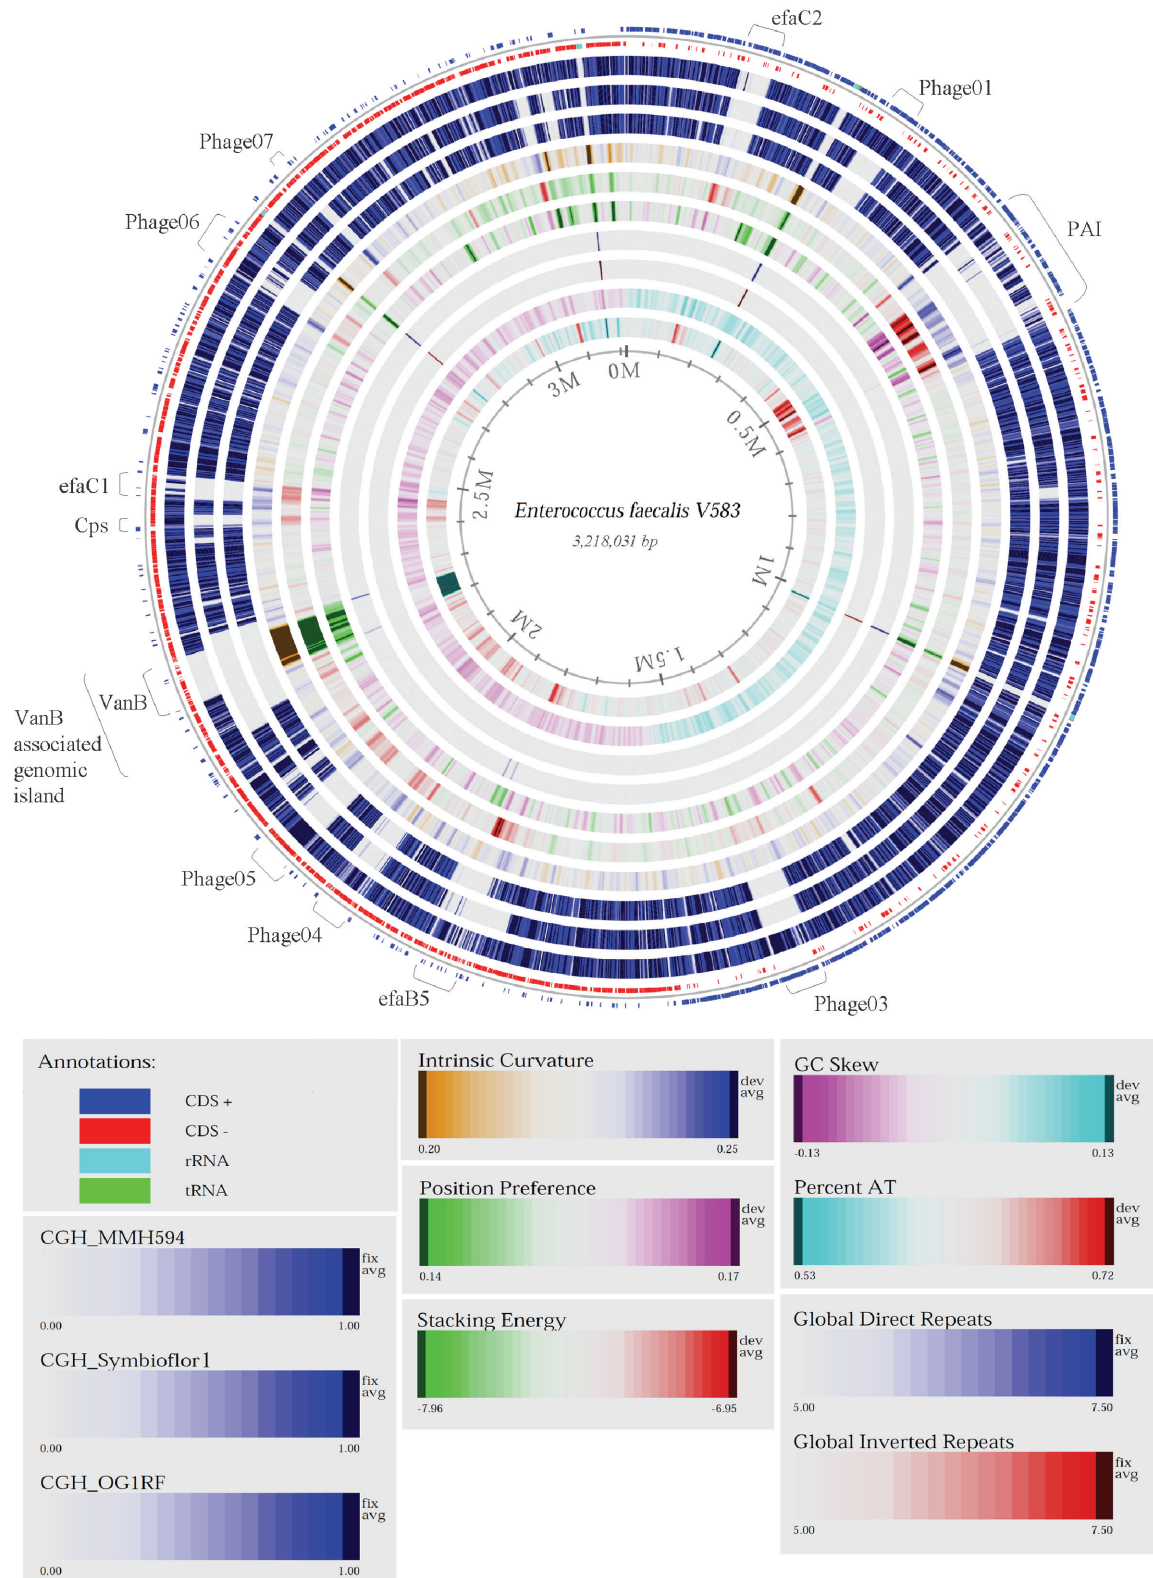 efaC2
Phage01
Phage07
Phage06
PAI
efaC1
Cps
VanB
VanB
associated
genomic
island
Phage05
Phage04
efaB5
Phage03
0M
0.5M
1M
1.5M
2M
2.5M
3M
Enterococcus faecalis V583
3,218,031 bp
Annotations:
CDS +
CDS -
rRNA
tRNA
CGH_MMH594
fix
avg
0.00 1.00
CGH_Symbioflor1
fix
avg
0.00 1.00
CGH_OG1RF
fix
avg
0.00 1.00
Intrinsic Curvature
dev
avg
0.20 0.25
Position Preference
dev
avg
0.14 0.17
Stacking Energy
dev
avg
-7.96 -6.95
GC Skew
dev
avg
-0.13 0.13
Percent AT
dev
avg
0.53 0.72
Global Direct Repeats
fix
avg
5.00 7.50
Global Inverted Repeats
fix
avg
5.00 7.50